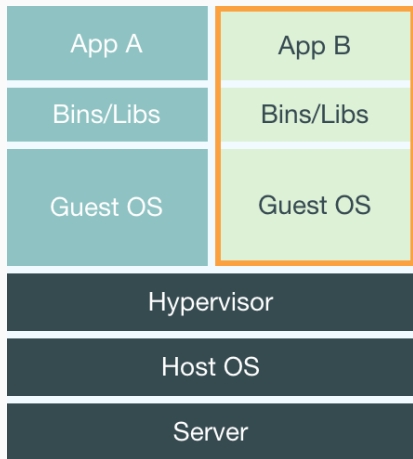 App A
App B
Bins/Libs
Bins/Libs
Guest OS
Guest OS
Hypervisor
Host OS
Server